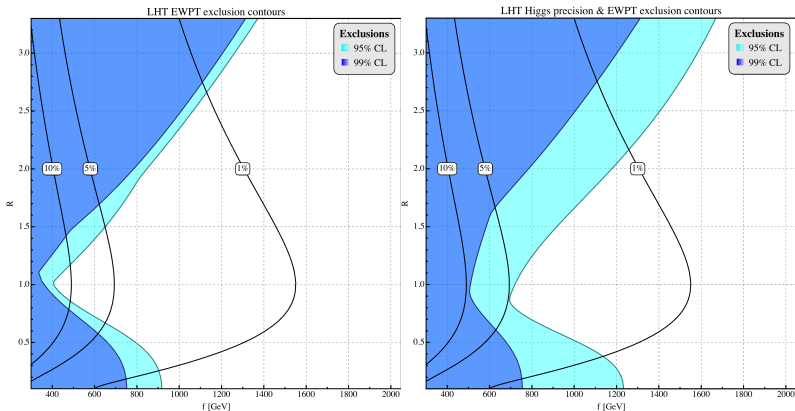 LHT EWPT exclusion contours
Exclusions
95% CL
99% CL
3.0
2.5
2.0
1.5
1.0
0.5
R
10%
5%
1%
400 600 800 1000 1200 1400 1600 1800 2000
f [GeV]
LHT Higgs precision & EWPT exclusion contours
Exclusions
95% CL
99% CL
3.0
2.5
2.0
1.5
1.0
0.5
R
10%
5%
1%
400 600 800 1000 1200 1400 1600 1800 2000
f [GeV]